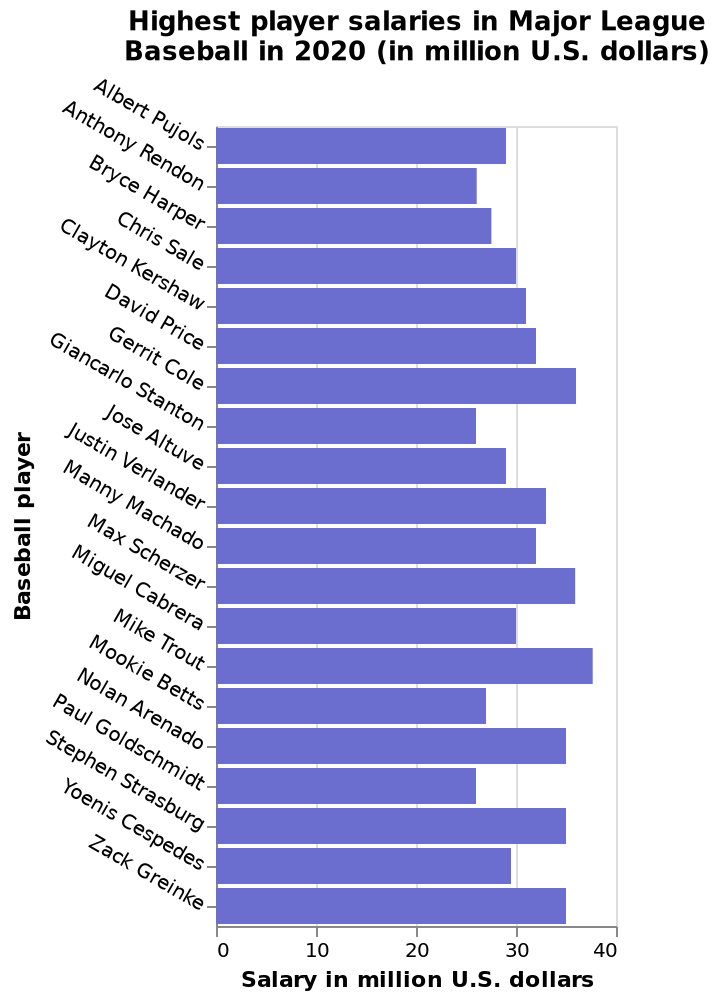 Highest player salaries in Major League
Baseball in 2020 (in million U.S. dollars)
Albert Pujols
Anthony Rendon
Bryce Harper
Chris Sale
Clayton Kershaw
David Price
Gerrit Cole
Giancarlo Stanton
Jose Altuve
Justin Verlander
Manny Machado
Max Scherzer
Miguel Cabrera
Mike Trout
Mookie Betts
Nolan Arenado
Paul Goldschmidt
Stephen Strasburg
Yoenis Cespedes
Zack Greinke
Baseball player
0 10 20 30 40
Salary in million U.S. dollars